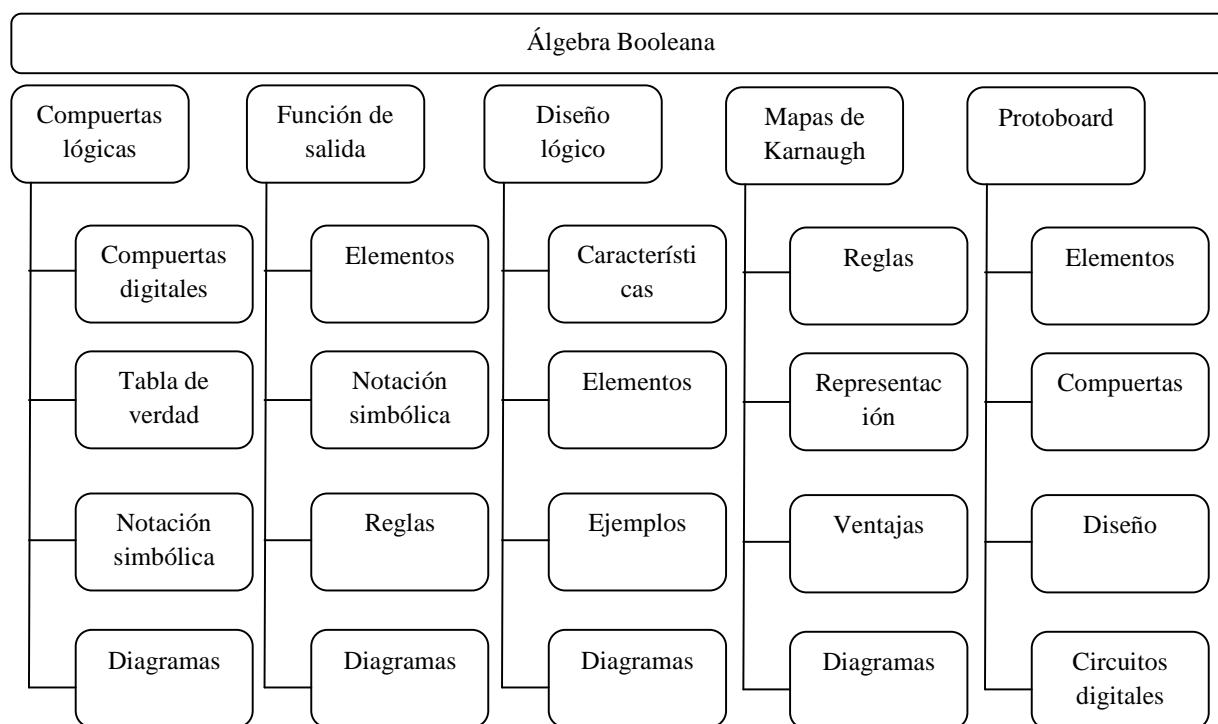 Álgebra Booleana
Compuertas
lógicas
Función de
salida
Diseño
lógico
Mapas de
Karnaugh
Protoboard
Compuertas
digitales
Elementos
Característi
cas
Reglas
Elementos
Tabla de
verdad
Notación
simbólica
Elementos
Representac
ión
Compuertas
Notación
simbólica
Reglas
Ejemplos
Ventajas
Diseño
Diagramas
Diagramas
Diagramas
Diagramas
Circuitos
digitales